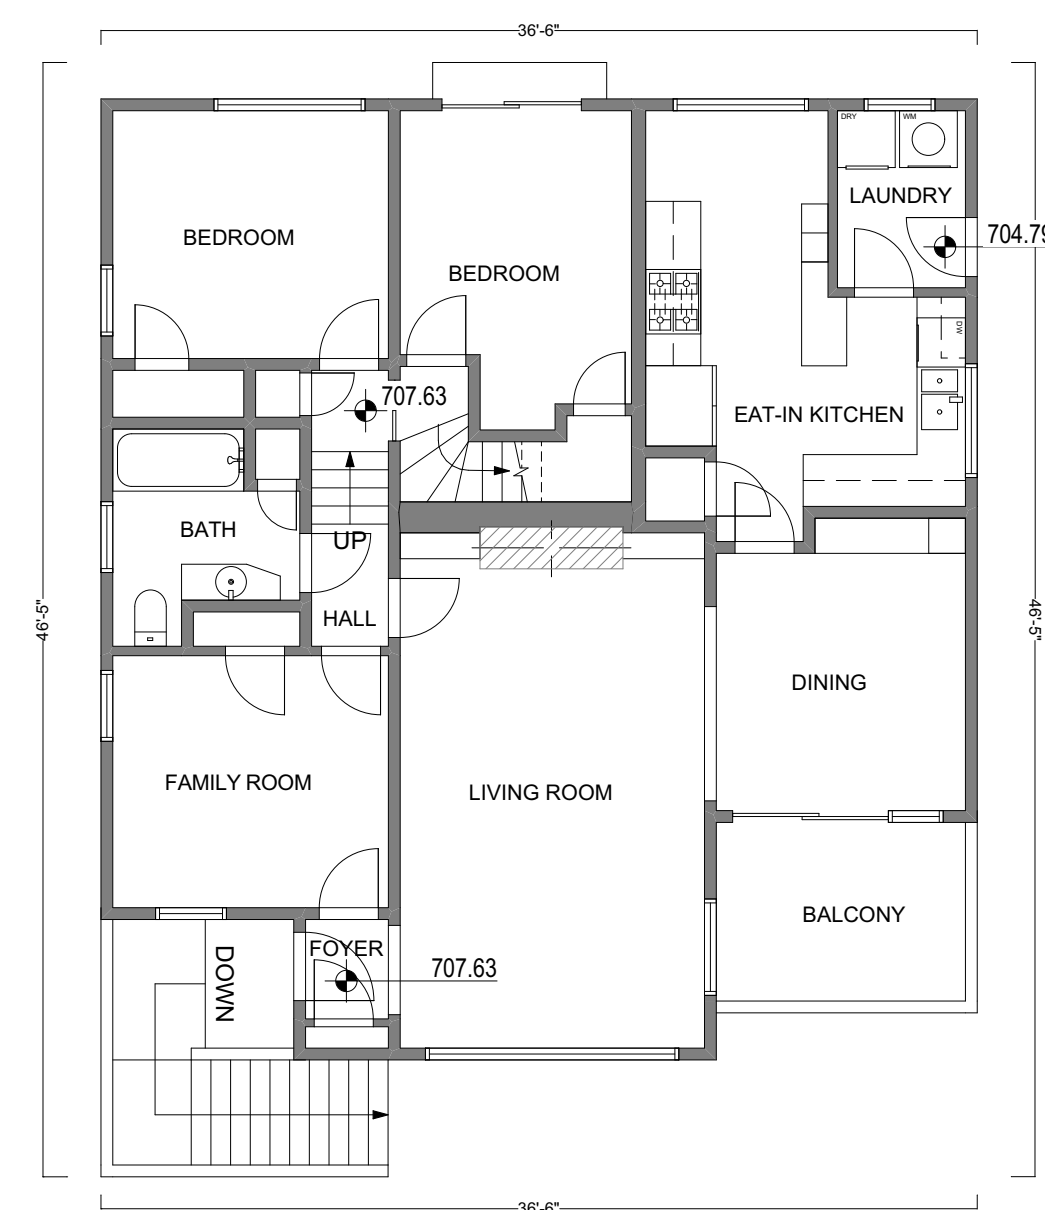 36'-6"
DRY
WM
LAUNDRY
BEDROOM
704.79
BEDROOM
DW
707.63
EAT-IN KITCHEN
BATH
UP
HALL
46'-5"
46'-5"
DINING
FAMILY ROOM
LIVING ROOM
BALCONY
FOYER
DOWN
707.63
36'-6"